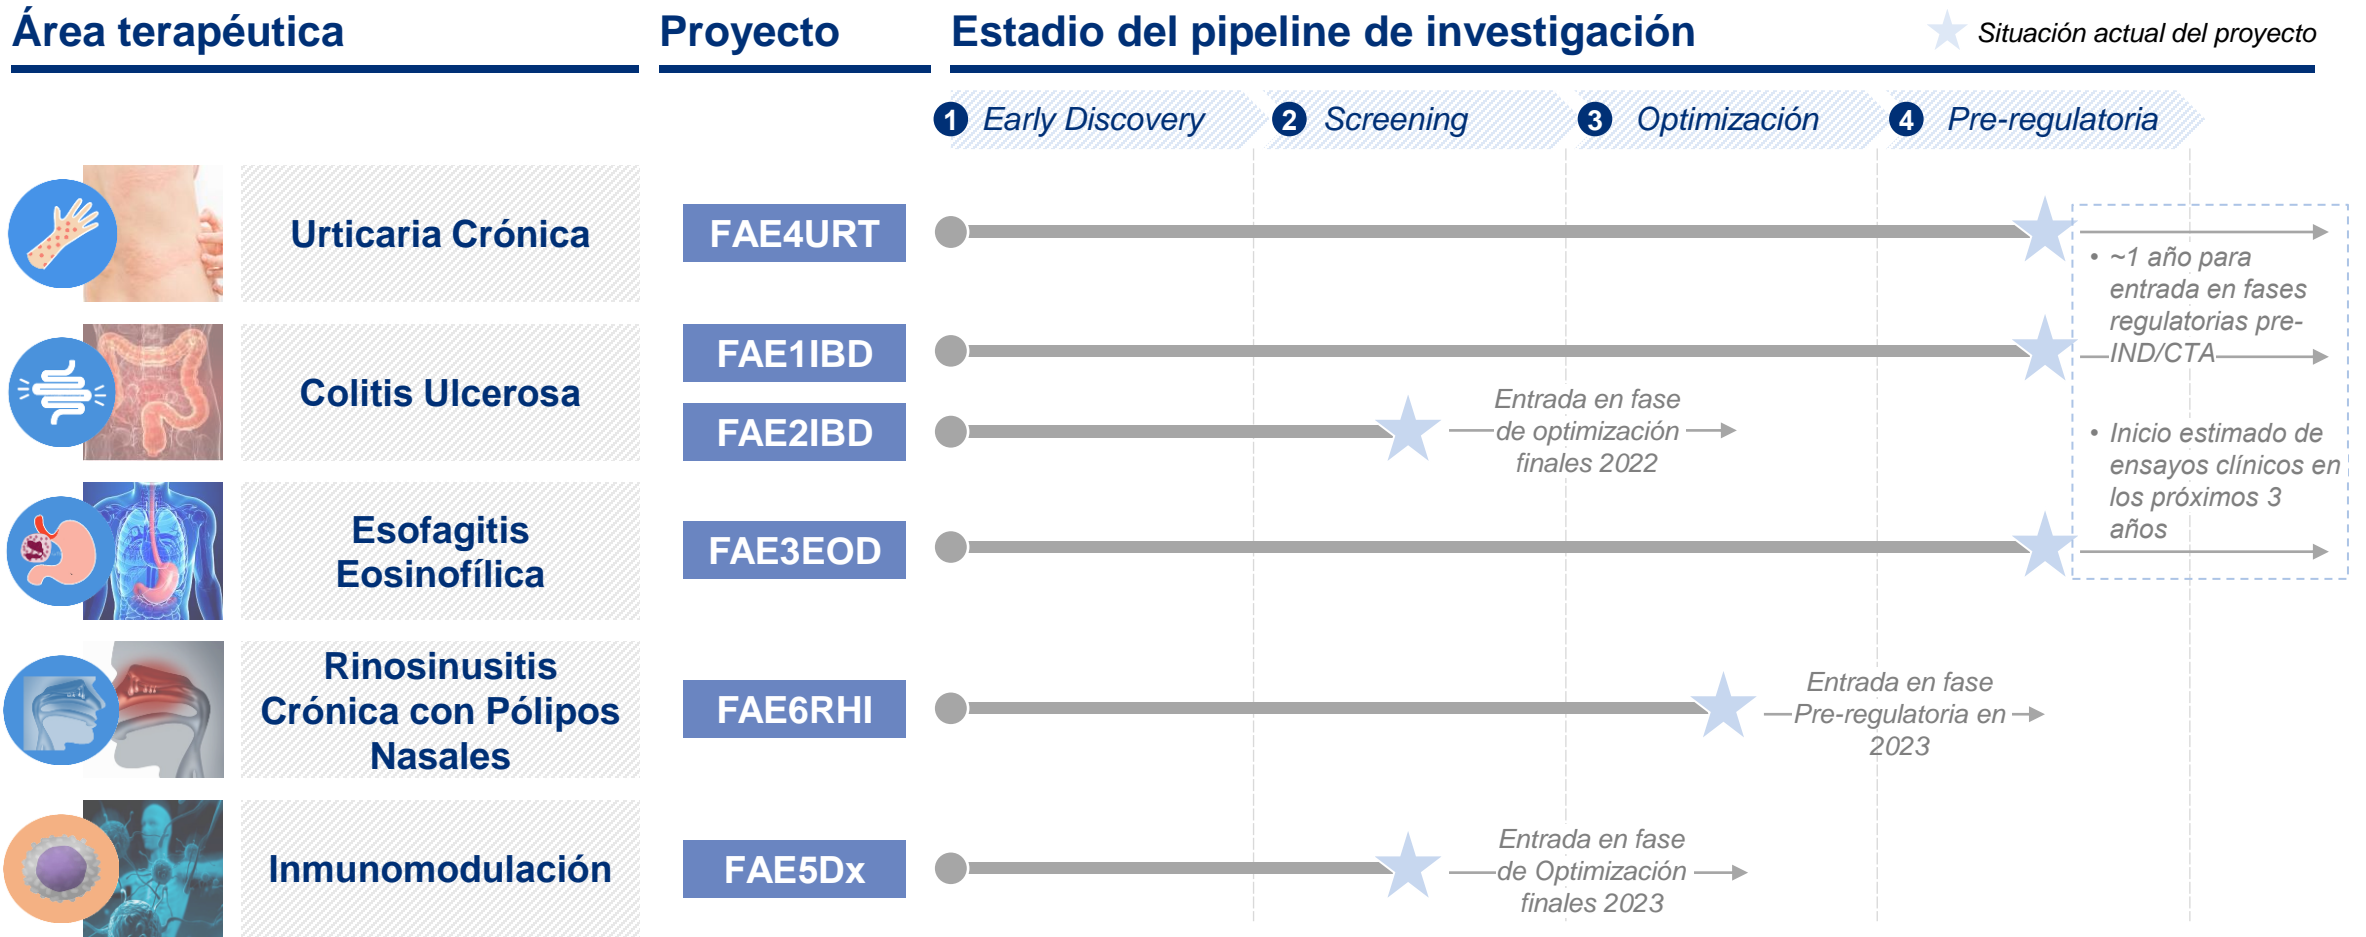 Área terapéutica
Proyecto
Estadio del pipeline de investigación
Situación actual del proyecto
1 Early Discovery
2 Screening
3 Optimización
4 Pre-regulatoria
Urticaria Crónica
FAE4URT
• ~1 año para
entrada en fases
regulatorias pre-
IND/CTA
Colitis Ulcerosa
FAE1IBD
FAE2IBD
Entrada en fase
de optimización
finales 2022
• Inicio estimado de
ensayos clínicos en
los próximos 3
años
Esofagitis
Eosinofílica
FAE3EOD
Rinosinusitis
Crónica con Pólipos
Nasales
FAE6RHI
Entrada en fase
Pre-regulatoria en
2023
Inmunomodulación
FAE5Dx
Entrada en fase
de Optimización
finales 2023